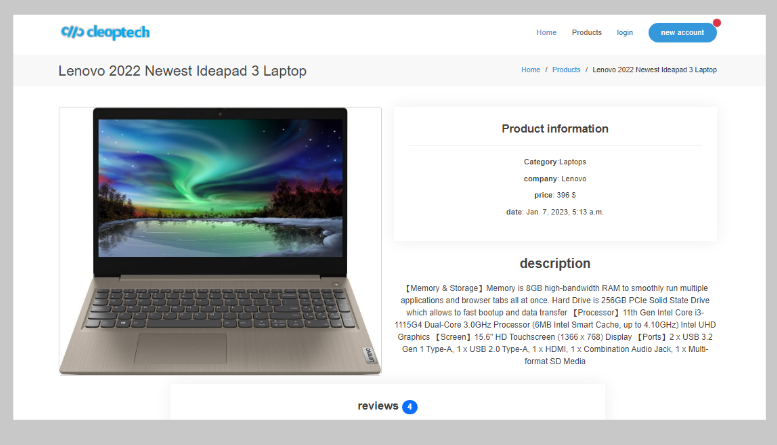 cleoptech
Home Products login new account
Lenovo 2022 Newest Ideapad 3 Laptop
Home / Products / Lenovo 2022 Newest Ideapad 3 Laptop
Product information
Category:Laptops
company: Lenovo
price: 396 $
date: Jan. 7, 2023, 5:13 a.m.
description
【Memory & Storage】Memory is 8GB high-bandwidth RAM to smoothly run multiple
applications and browser tabs all at once. Hard Drive is 256GB PCIe Solid State Drive
which allows to fast bootup and data transfer 【Processor】11th Gen Intel Core i3-
1115G4 Dual-Core 3.0GHz Processor (6MB Intel Smart Cache, up to 4.10GHz) Intel UHD
Graphics 【Screen】15.6" HD Touchscreen (1366 x 768) Display 【Ports】2 x USB 3.2
Gen 1 Type-A, 1 x USB 2.0 Type-A, 1 x HDMI, 1 x Combination Audio Jack, 1 x Multi-
format SD Media
Lenovo
reviews 4